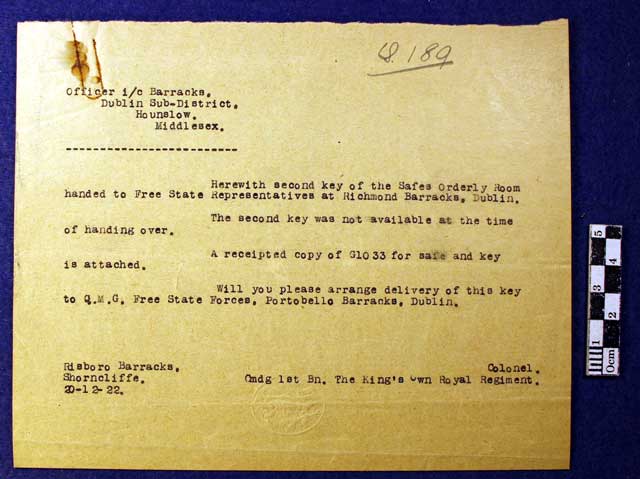 W. 189
Officer i/c Barracks,
Dublin Sub-District,
Hounslow.
Middlesex.
-------------------------
Herewith second key of the Safes Orderly Room
handed to Free State Representatives at Richmond Barracks, Dublin.
The second key was not available at the time
of handing over.
A receipted copy of G1033 for safe and key
is attached.
Will you please arrange delivery of this key
to Q.M.G. Free State Forces, Portobello Barracks, Dublin.
Risboro Barracks,
Shorncliffe.
20-12-22.
Colonel.
Cmdg 1st Bn. The King's Own Royal Regiment.
0cm 1 2 3 4 5